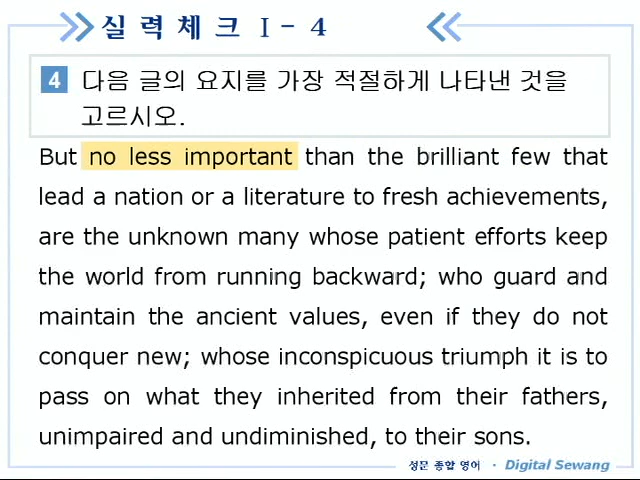 실력체크 I - 4
4 다음 글의 요지를 가장 적절하게 나타낸 것을
고르시오.
But no less important than the brilliant few that
lead a nation or a literature to fresh achievements,
are the unknown many whose patient efforts keep
the world from running backward; who guard and
maintain the ancient values, even if they do not
conquer new; whose inconspicuous triumph it is to
pass on what they inherited from their fathers,
unimpaired and undiminished, to their sons.
정문 종합 영어 · Digital Sewang